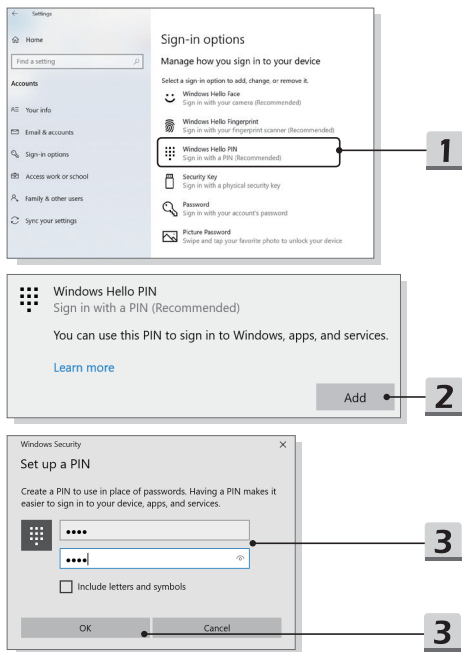 Settings
Home
Find a setting
Accounts
Your info
Email & accounts
Sign-in options
Access work or school
Family & other users
Sync your settings
Sign-in options
Manage how you sign in to your device
Select a sign-in option to add, change, or remove it.
Windows Hello Face
Sign in with your camera (Recommended)
Windows Hello Fingerprint
Sign in with your fingerprint scanner (Recommended)
Windows Hello PIN
Sign in with a PIN (Recommended)
Security Key
Sign in with a physical security key
Password
Sign in with your account's password
Picture Password
Swipe and tap your favorite photo to unlock your device
1
Windows Hello PIN
Sign in with a PIN (Recommended)
You can use this PIN to sign in to Windows, apps, and services.
Learn more
Add
2
Windows Security
Set up a PIN
Create a PIN to use in place of passwords. Having a PIN makes it
easier to sign in to your device, apps, and services.
••••
••••
3
Include letters and symbols
OK Cancel
3